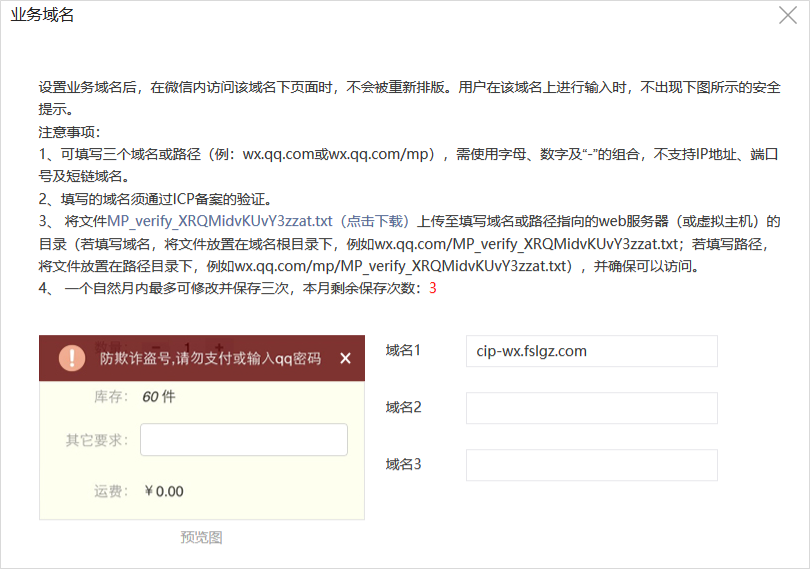 业务域名
设置业务域名后，在微信内访问该域名下页面时，不会被重新排版。用户在该域名上进行输入时，不出现下图所示的安全
提示。
注意事项：
1、可填写三个域名或路径（例：wx.qq.com或wx.qq.com/mp），需使用字母、数字及“-”的组合，不支持IP地址、端口
号及短链域名。
2、填写的域名须通过ICP备案的验证。
3、 将文件MP_verify_XRQMidvKUvY3zzat.txt（点击下载）上传至填写域名或路径指向的web服务器（或虚拟主机）的
目录（若填写域名，将文件放置在域名根目录下，例如wx.qq.com/MP_verify_XRQMidvKUvY3zzat.txt；若填写路径，
将文件放置在路径目录下，例如wx.qq.com/mp/MP_verify_XRQMidvKUvY3zzat.txt），并确保可以访问。
4、 一个自然月内最多可修改并保存三次，本月剩余保存次数：3
数量： － 1 ＋
防欺诈盗号,请勿支付或输入qq密码
库存： 60 件
其它要求：
运费： ￥0.00
预览图
域名1 cip-wx.fslgz.com
域名2
域名3